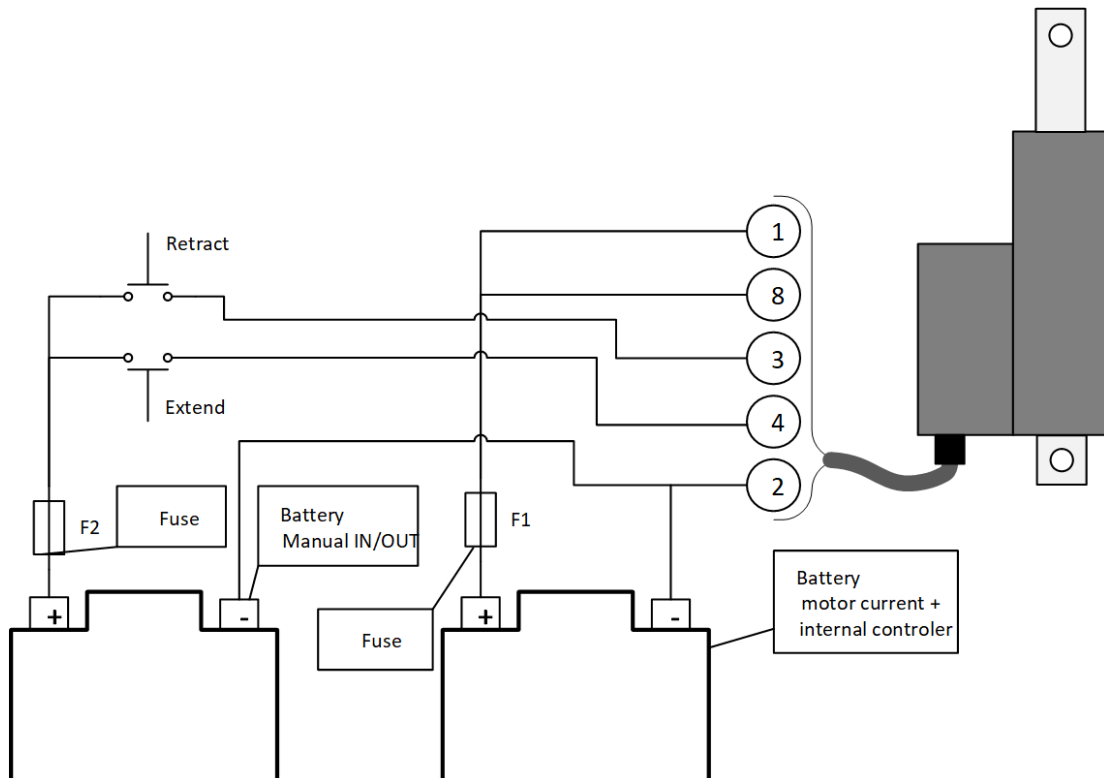 Retract
1
8
3
4
Extend
2
F2
Fuse
Battery
Manual IN/OUT
F1
Battery
motor current +
internal controler
+
-
+
-
Fuse